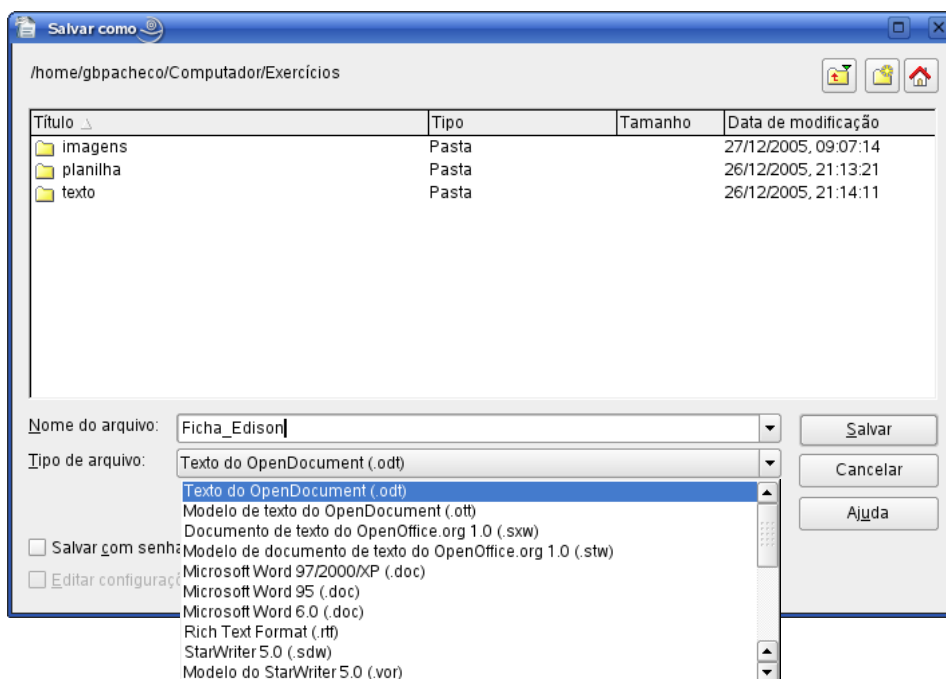 Salvar como
/home/gbpacheco/Computador/Exercícios
Título Tipo Tamanho Data de modificação
imagens Pasta 27/12/2005, 09:07:14
planilha Pasta 26/12/2005, 21:13:21
texto Pasta 26/12/2005, 21:14:11
Nome do arquivo: Ficha_Edison Salvar
Tipo de arquivo: Texto do OpenDocument (.odt) Cancelar
Texto do OpenDocument (.odt)
Modelo de texto do OpenDocument (.ott) Ajuda
Documento de texto do OpenOffice.org 1.0 (.sxw)
Salvar com senha Modelo de documento de texto do OpenOffice.org 1.0 (.stw)
Microsoft Word 97/2000/XP (.doc)
Editar Microsoft Word 95 (.doc)
Microsoft Word 6.0 (.doc)
Rich Text Format (.rtf)
StarWriter 5.0 (.sdw)
Modelo do StarWriter 5.0 (.vor)